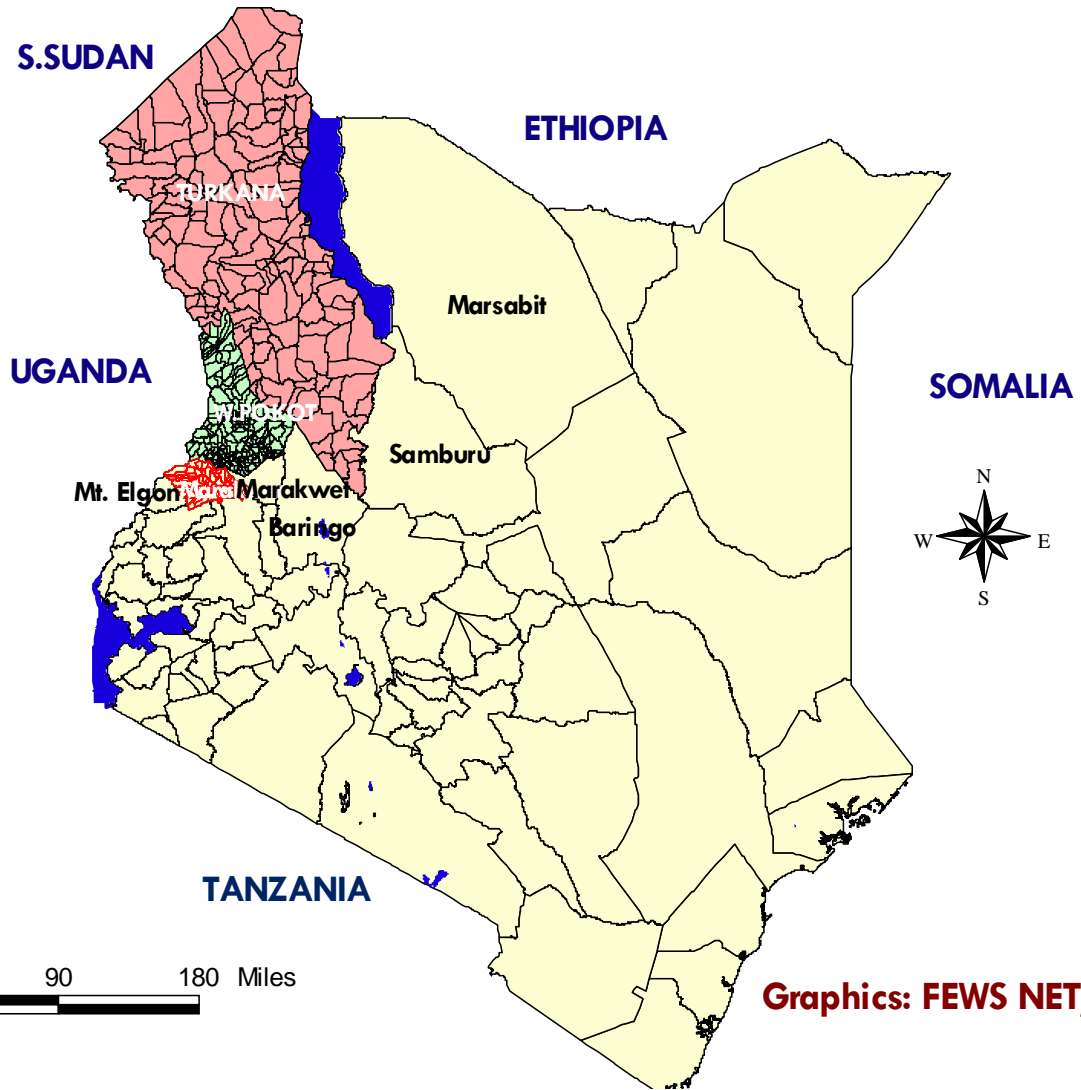 S.SUDAN
ETHIOPIA
TURKANA
Marsabit
UGANDA
SOMALIA
W.POKOT
Samburu
Mt. Elgon
Marakwet
Baringo
N
W
E
S
TANZANIA
90 180 Miles
Graphics: FEWS NET,